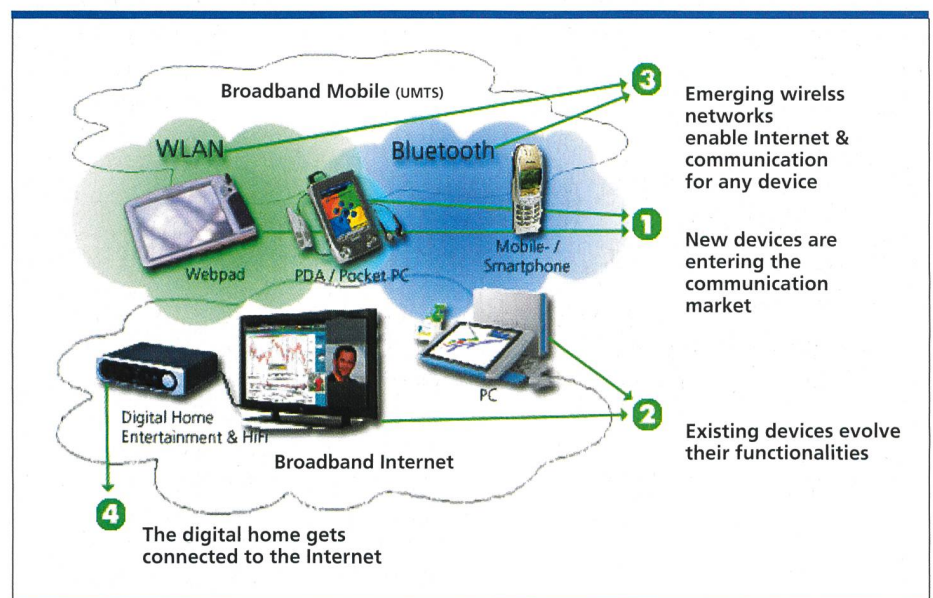 Broadband Mobile (UMTS)
3
Emerging wirelss
networks
enable Internet &
communication
for any device
WLAN
Bluetooth
1
New devices are
entering the
communication
market
Webpad
PDA / Pocket PC
Mobile- /
Smartphone
PC
2
Existing devices evolve
their functionalities
Digital Home
Entertainment & HiFi
Broadband Internet
4
The digital home gets
connected to the Internet